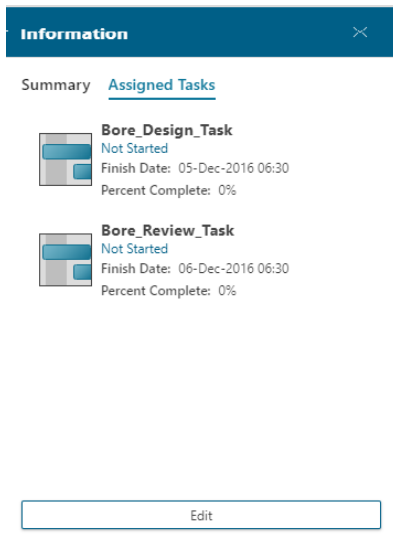 Information
Summary Assigned Tasks
Bore_Design_Task
Not Started
Finish Date: 05-Dec-2016 06:30
Percent Complete: 0%
Bore_Review_Task
Not Started
Finish Date: 06-Dec-2016 06:30
Percent Complete: 0%
Edit